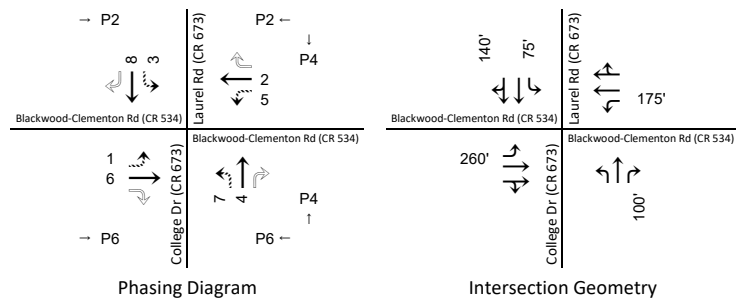 → P2
P2 ←
↓
P4
8
3
Laurel Rd (CR 673)
2
5
Blackwood-Clementon Rd (CR 534)
Blackwood-Clementon Rd (CR 534)
1
6
College Dr (CR 673)
7
4
P4
↑
→ P6
P6 ←
Phasing Diagram
140'
75'
Laurel Rd (CR 673)
175'
Blackwood-Clementon Rd (CR 534)
Blackwood-Clementon Rd (CR 534)
260'
College Dr (CR 673)
100'
Intersection Geometry